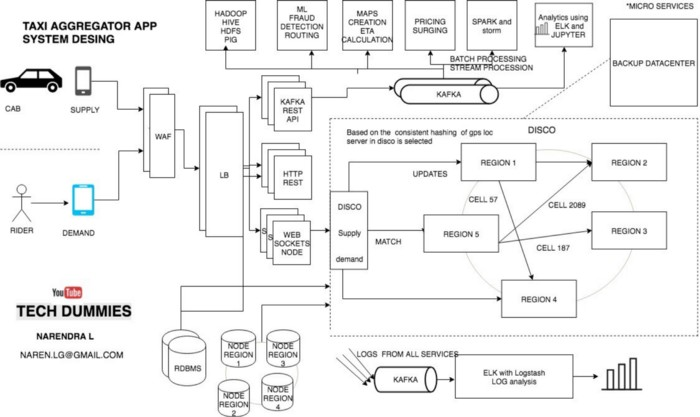 TAXI AGGREGATOR APP
SYSTEM DESING
HADOOP
HIVE
HDFS
PIG
ML
FRAUD
DETECTION
ROUTING
MAPS
CREATION
ETA
CALCULATION
PRICING
SURGING
SPARK and
storm
Analytics using
ELK and
JUPYTER
*MICRO SERVICES
BACKUP DATACENTER
BATCH PROCESSING
STREAM PROCESSION
KAFKA
CAB
SUPPLY
WAF
LB
KAFKA
REST
API
HTTP
REST
S
S
WEB
SOCKETS
NODE
RIDER
DEMAND
Based on the consistent hashing of gps loc
server in disco is selected
DISCO
DISCO
Supply
demand
UPDATES
MATCH
REGION 1
REGION 2
CELL 57
CELL 2089
REGION 5
REGION 3
CELL 187
REGION 4
YouTube
TECH DUMMIES
NARENDRA L
NAREN.LG@GMAIL.COM
RDBMS
NODE
REGION
1
NODE
REGION
3
NODE
REGION
2
NODE
REGION
4
LOGS FROM ALL SERVICES
KAFKA
ELK with Logstash
LOG analysis